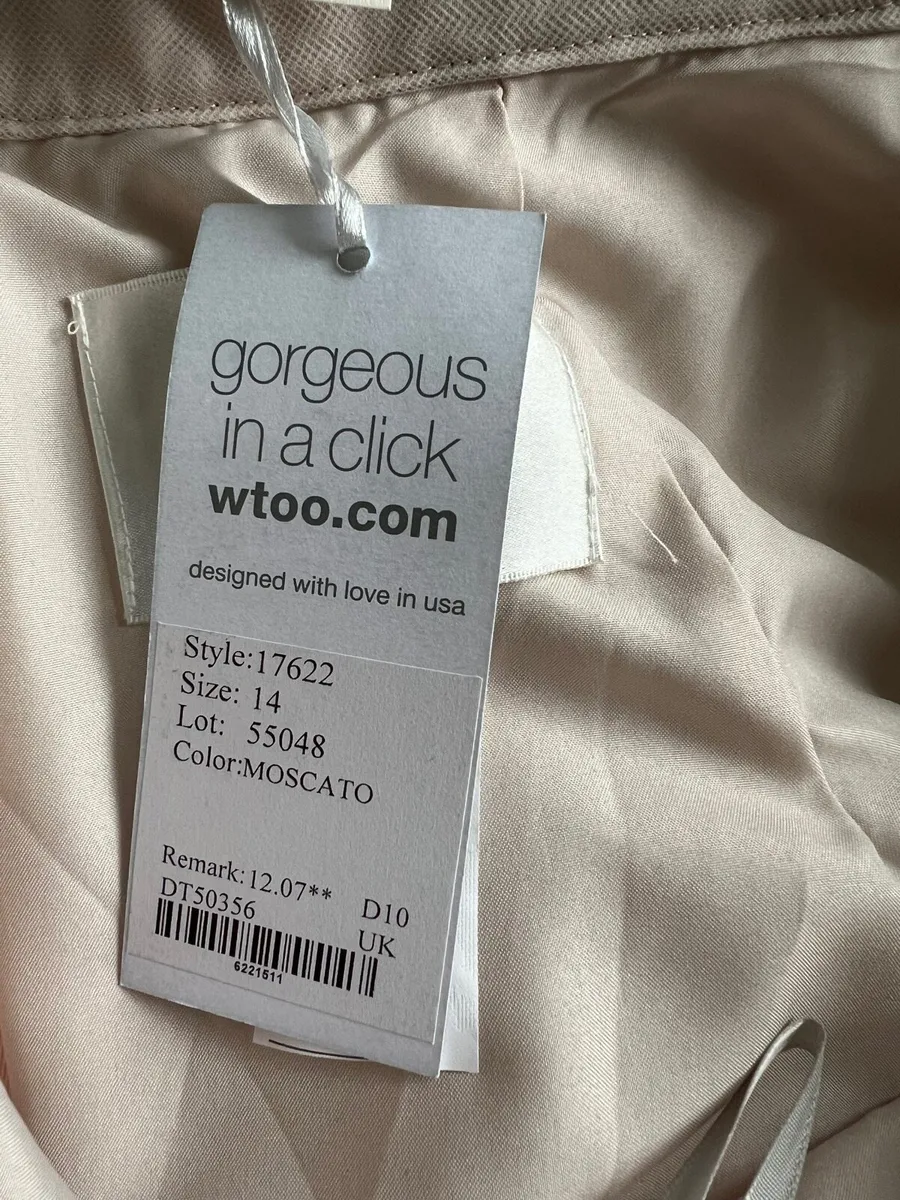 gorgeous
in a click
wtoo.com
designed with love in usa
Style:17622
Size: 14
Lot: 55048
Color:MOSCATO
Remark:12.07**
DT50356
D10
UK
6221511